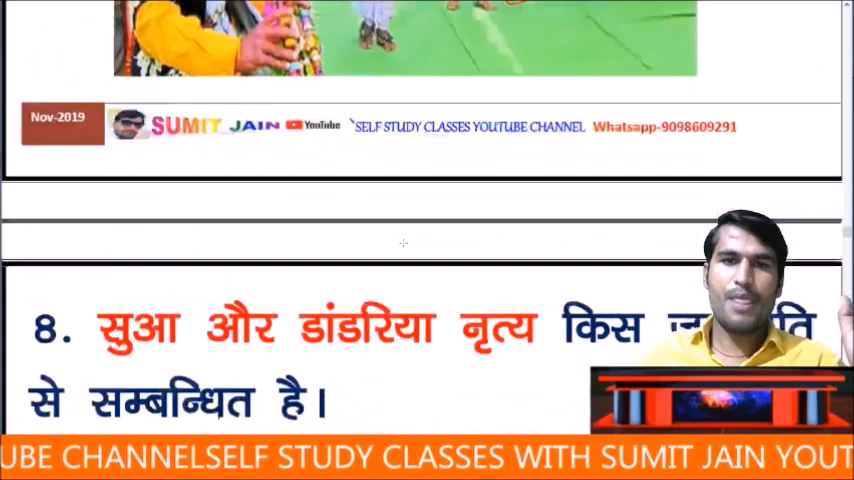 Nov-2019
SUMIT JAIN YouTube SELF STUDY CLASSES YOUTUBE CHANNEL Whatsapp-9098609291
8. सुआ और डांडरिया नृत्य किस
से सम्बन्धित है।
UBE CHANNELSELF STUDY CLASSES WITH SUMIT JAIN YOUT